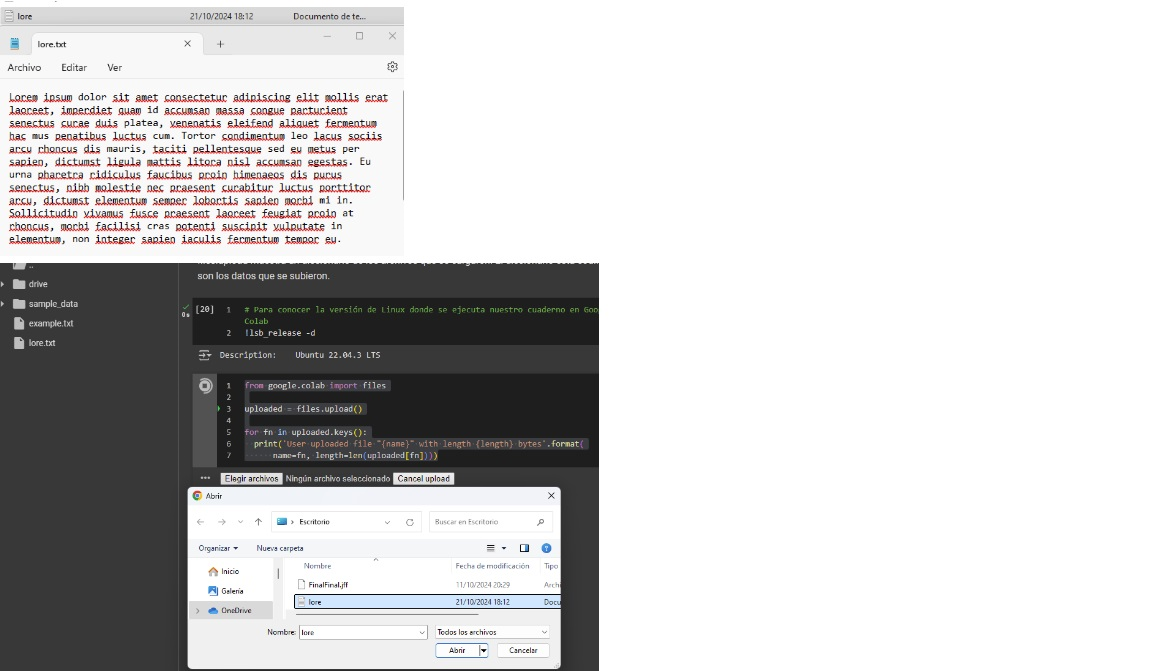 lore 21/10/2024 18:12 Documento de te...
lore.txt
Archivo Editar Ver
Lorem ipsum dolor sit amet consectetur adipiscing elit mollis erat
laoreet, imperdiet quam id accumsan massa congue parturient
senectus curae duis platea, venenatis eleifend aliquet fermentum
hac mus penatibus luctus cum. Tortor condimentum leo lacus sociis
arcu rhoncus dis mauris, taciti pellentesque sed eu metus per
sapien, dictumst ligula mattis litora nisl accumsan egestas. Eu
urna pharetra ridiculus faucibus proin himenaeos dis purus
senectus, nibh molestie nec praesent curabitur luctus porttitor
arcu, dictumst elementum semper lobortis sapien morbi mi in.
Sollicitudin vivamus fusce praesent laoreet feugiat proin at
rhoncus, morbi facilisi cras potenti suscipit vulputate in
elementum, non integer sapien iaculis fermentum tempor eu.
..
drive
sample_data
example.txt
lore.txt
son los datos que se subieron.
[20] 1 # Para conocer la versión de Linux donde se ejecuta nuestro cuaderno en Goo
Colab
2 !lsb_release -d
0s
Description: Ubuntu 22.04.3 LTS
1 from google.colab import files
2
3 uploaded = files.upload()
4
5 for fn in uploaded.keys():
6 print('User uploaded file "{name}" with length {length} bytes'.format(
7 name=fn, length=len(uploaded[fn])))
Elegir archivos Ningún archivo seleccionado Cancel upload
Abrir
Escritorio Buscar en Escritorio
Organizar Nueva carpeta
Nombre Fecha de modificación Tipo
Inicio
Galería
OneDrive
FinalFinal.jff 11/10/2024 20:29 Archi
lore 21/10/2024 18:12 Docu
Nombre: lore Todos los archivos
Abrir Cancelar